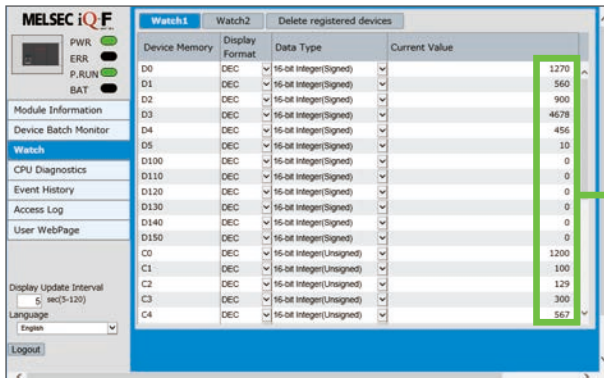 MELSEC iQ-F
PWR
ERR
P.RUN
BAT
Module Information
Device Batch Monitor
Watch
CPU Diagnostics
Event History
Access Log
User WebPage
Display Update Interval
5 sec(5-120)
Language
English
Logout
Watch1 Watch2 Delete registered devices
Device Memory Display Format Data Type Current Value
D0 DEC 16-bit Integer(Signed) 1270
D1 DEC 16-bit Integer(Signed) 560
D2 DEC 16-bit Integer(Signed) 900
D3 DEC 16-bit Integer(Signed) 4678
D4 DEC 16-bit Integer(Signed) 456
D5 DEC 16-bit Integer(Signed) 10
D100 DEC 16-bit Integer(Signed) 0
D110 DEC 16-bit Integer(Signed) 0
D120 DEC 16-bit Integer(Signed) 0
D130 DEC 16-bit Integer(Signed) 0
D140 DEC 16-bit Integer(Signed) 0
D150 DEC 16-bit Integer(Signed) 0
C0 DEC 16-bit Integer(Unsigned) 1200
C1 DEC 16-bit Integer(Unsigned) 100
C2 DEC 16-bit Integer(Unsigned) 129
C3 DEC 16-bit Integer(Unsigned) 300
C4 DEC 16-bit Integer(Unsigned) 567